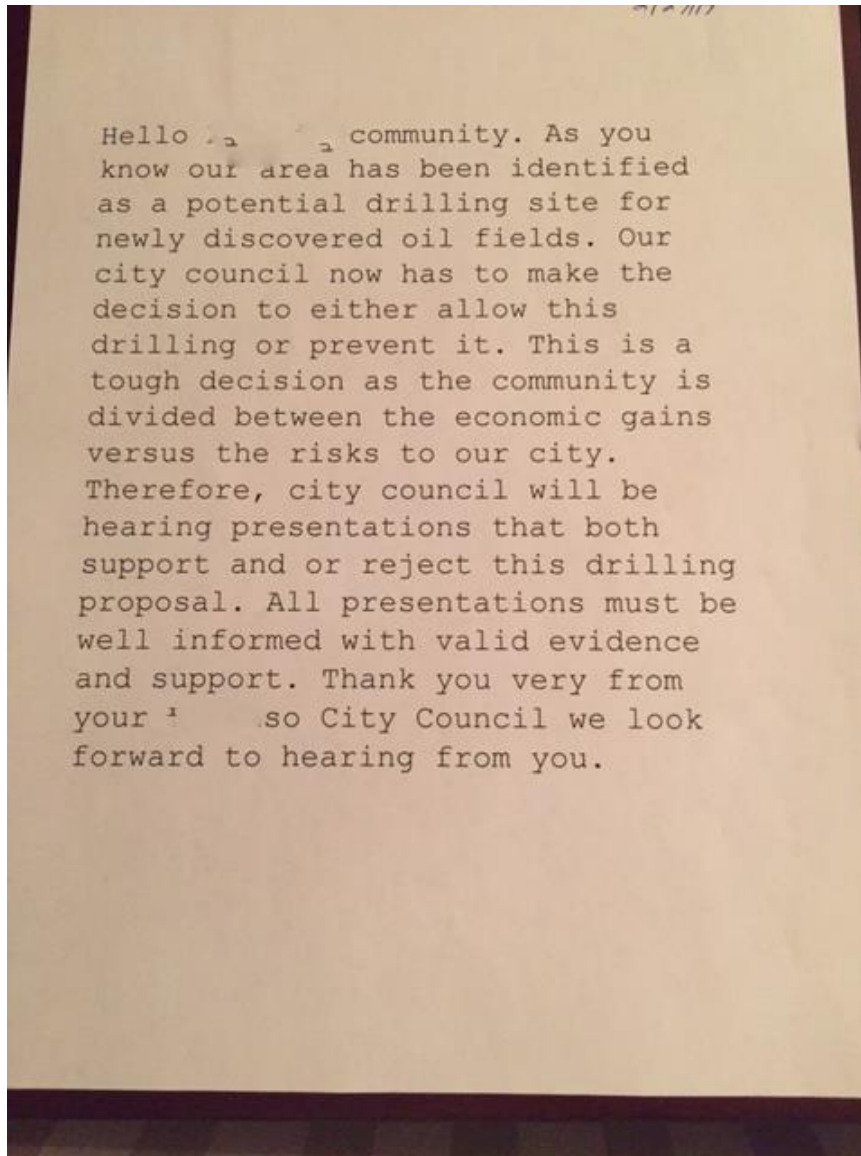 Hello community. As you
know our area has been identified
as a potential drilling site for
newly discovered oil fields. Our
city council now has to make the
decision to either allow this
drilling or prevent it. This is a
tough decision as the community is
divided between the economic gains
versus the risks to our city.
Therefore, city council will be
hearing presentations that both
support and or reject this drilling
proposal. All presentations must be
well informed with valid evidence
and support. Thank you very from
your so City Council we look
forward to hearing from you.